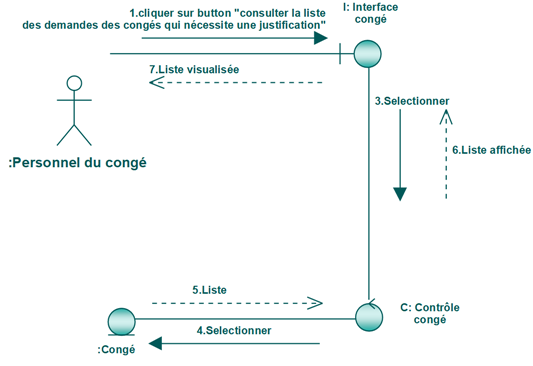 1.cliquer sur button "consulter la liste
des demandes des congés qui nécessite une justification"
I: Interface
congé
7.Liste visualisée
3.Selectionner
6.Liste affichée
:Personnel du congé
5.Liste
C: Contrôle
congé
4.Selectionner
:Congé